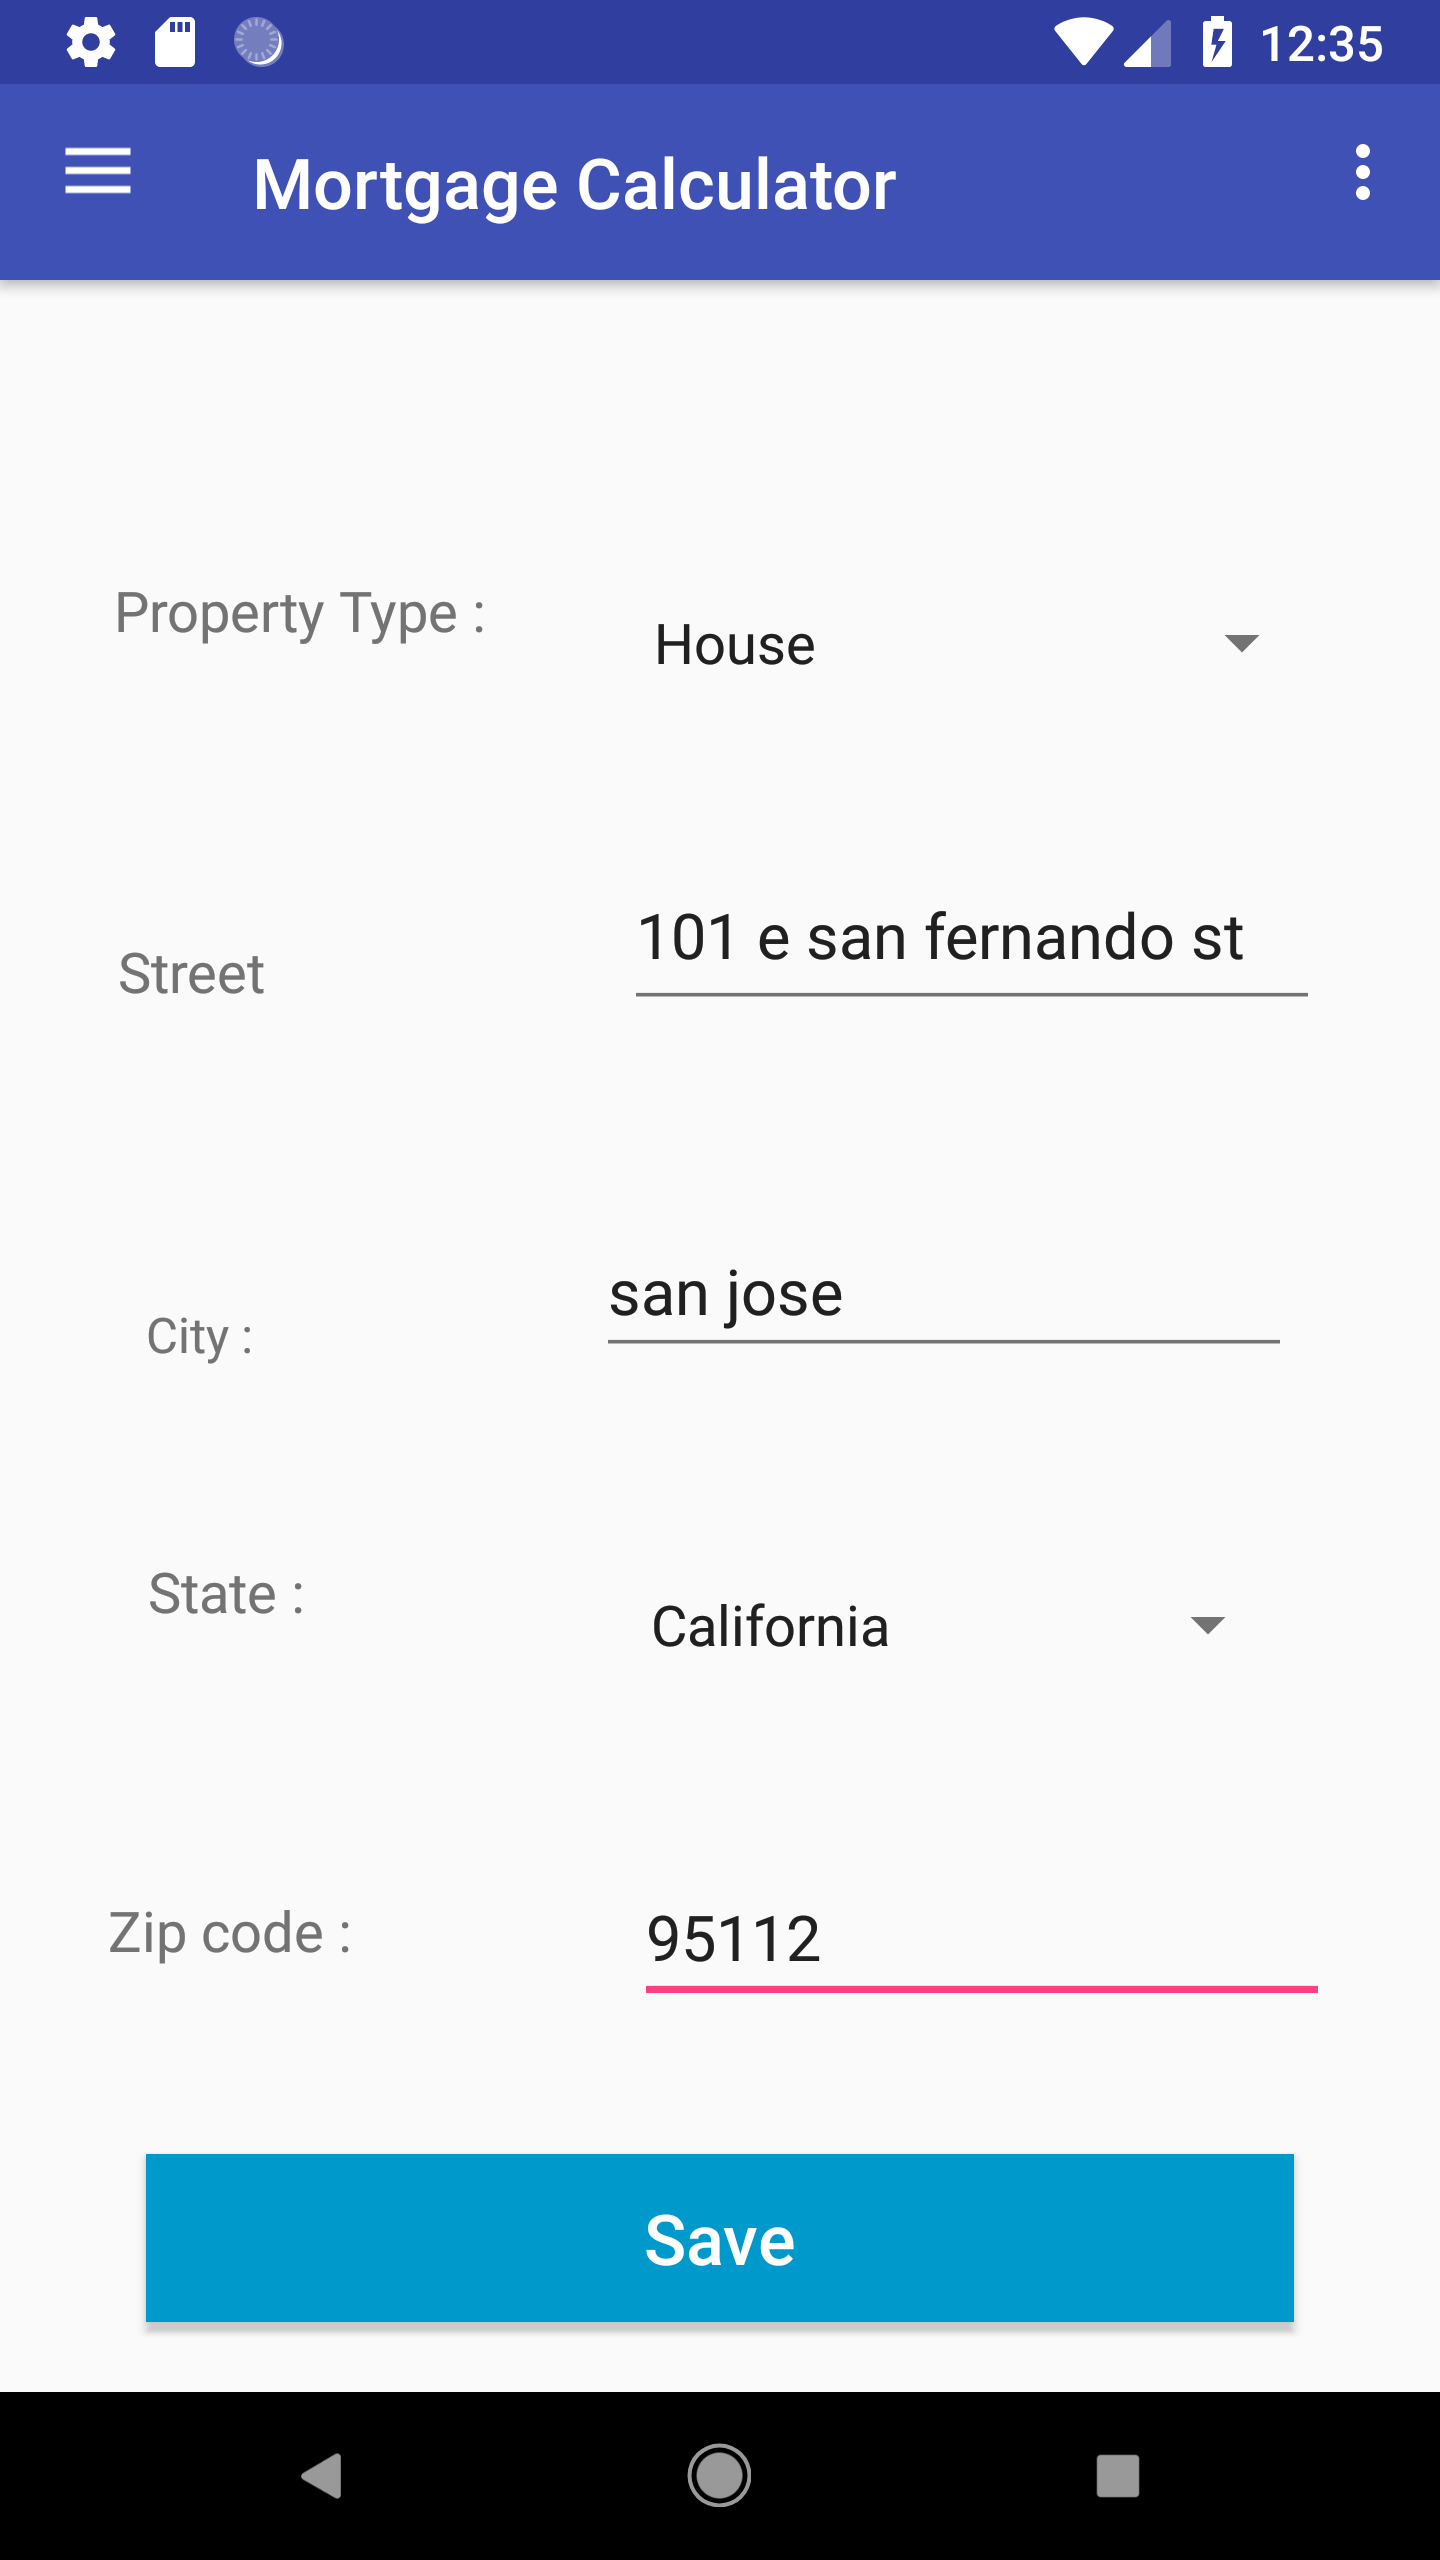 12:35
Mortgage Calculator
Property Type :
House
Street
101 e san fernando st
City :
san jose
State :
California
Zip code :
95112
Save